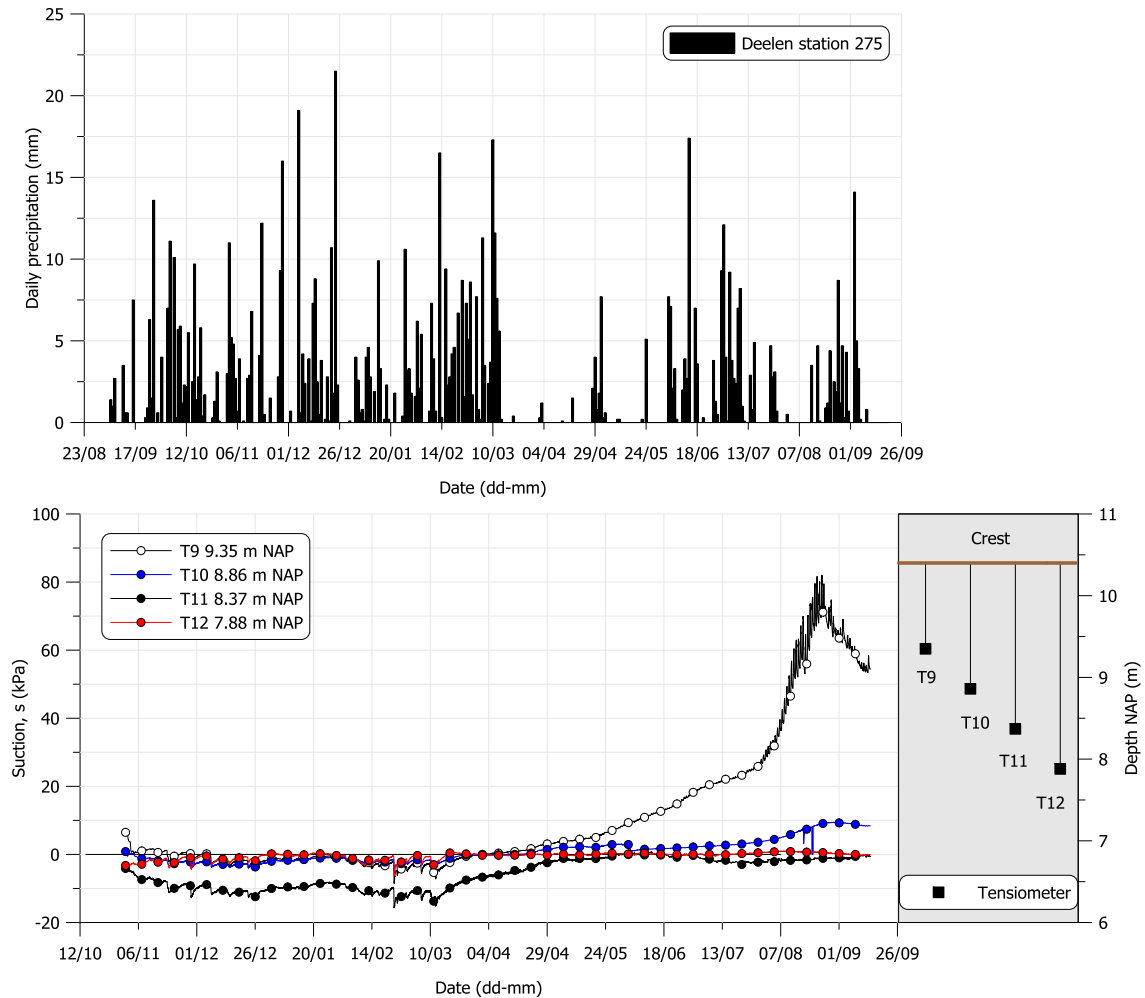 25
20
15
10
5
0
Daily precipitation (mm)
Deelen station 275
23/08 17/09 12/10 06/11 01/12 26/12 20/01 14/02 10/03 04/04 29/04 24/05 18/06 13/07 07/08 01/09 26/09
Date (dd-mm)
100
80
60
40
20
0
-20
Suction, s (kPa)
T9 9.35 m NAP
T10 8.86 m NAP
T11 8.37 m NAP
T12 7.88 m NAP
12/10 06/11 01/12 26/12 20/01 14/02 10/03 04/04 29/04 24/05 18/06 13/07 07/08 01/09 26/09
Date (dd-mm)
Crest
T9
T10
T11
T12
Tensiometer
11
10
9
8
7
6
Depth NAP (m)